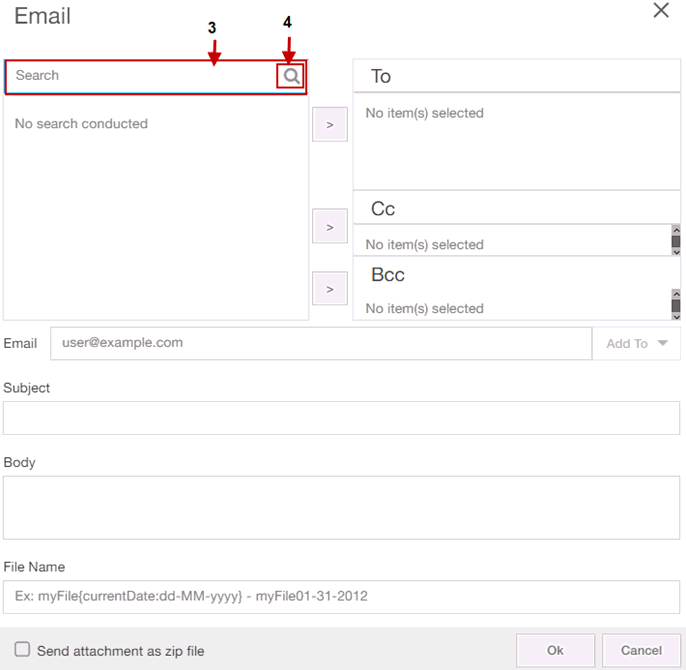 Email
3
4
Search
No search conducted
>
>
>
To
No item(s) selected
Cc
No item(s) selected
Bcc
No item(s) selected
Email
user@example.com
Add To
Subject
Body
File Name
Ex: myFile{currentDate:dd-MM-yyyy} - myFile01-31-2012
Send attachment as zip file
Ok
Cancel